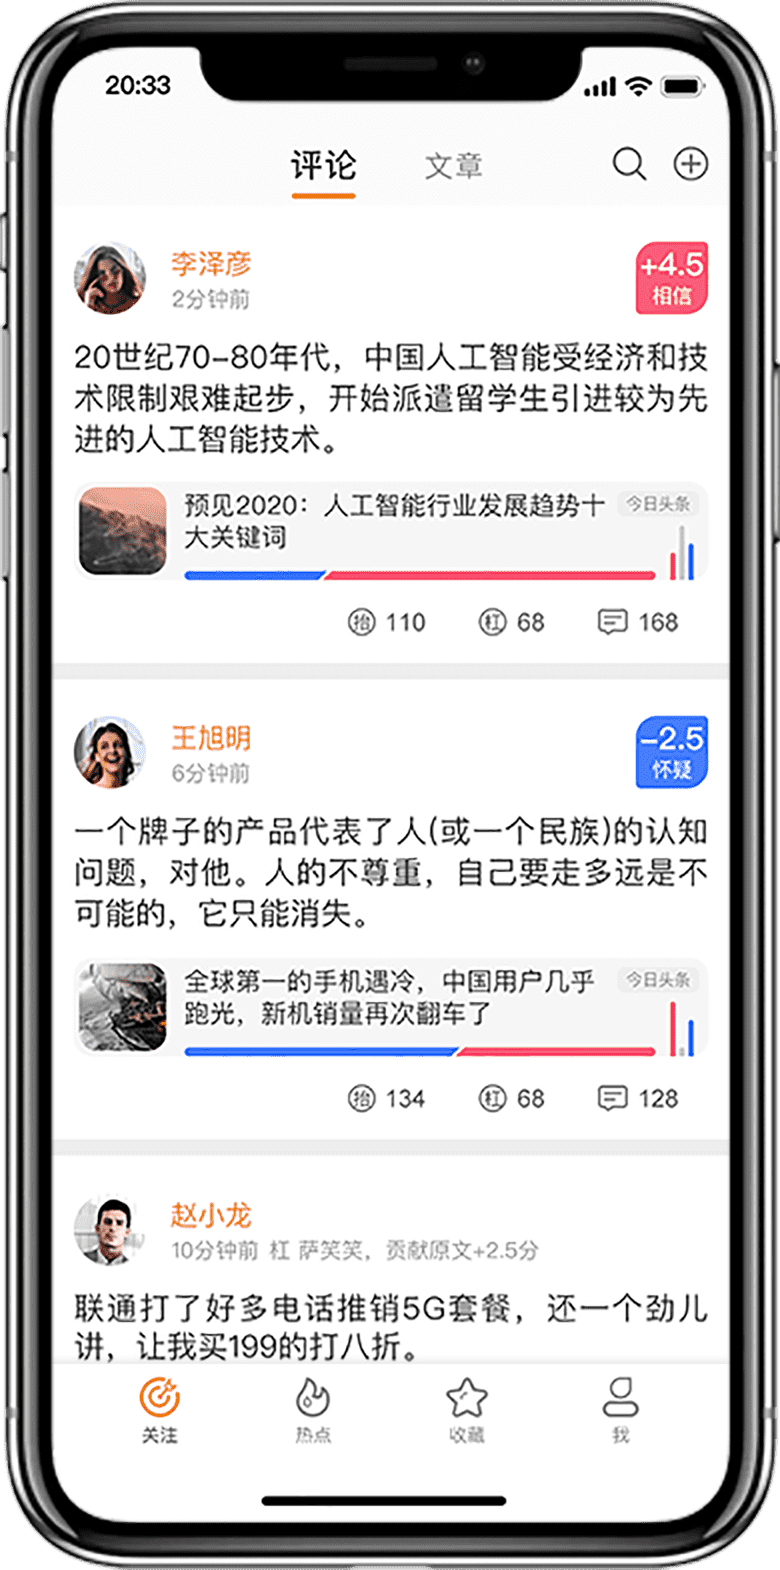 20:33
评论 文章
李泽彦
2分钟前
+4.5
相信
20世纪70-80年代，中国人工智能受经济和技
术限制艰难起步，开始派遣留学生引进较为先
进的人工智能技术。
预见2020：人工智能行业发展趋势十
大关键词
今日头条
抬 110 杠 68 168
王旭明
6分钟前
-2.5
怀疑
一个牌子的产品代表了人(或一个民族)的认知
问题，对他。人的不尊重，自己要走多远是不
可能的，它只能消失。
全球第一的手机遇冷，中国用户几乎
跑光，新机销量再次翻车了
今日头条
抬 134 杠 68 128
赵小龙
10分钟前 杠 萨笑笑，贡献原文+2.5分
联通打了好多电话推销5G套餐，还一个劲儿
讲，让我买199的打八折。
关注 热点 收藏 我